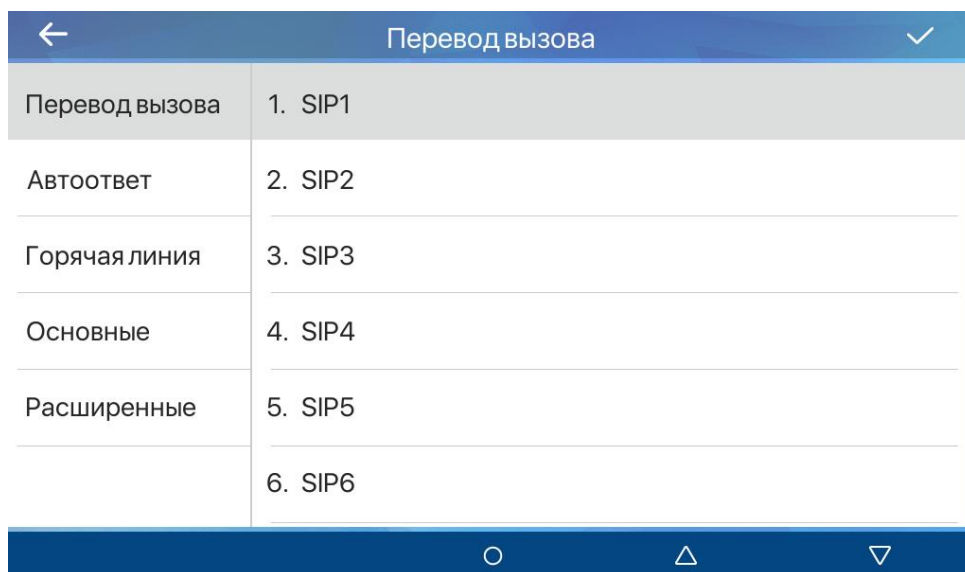 Перевод вызова
Перевод вызова
1. SIP1
Автоответ
2. SIP2
Горячая линия
3. SIP3
Основные
4. SIP4
Расширенные
5. SIP5
6. SIP6